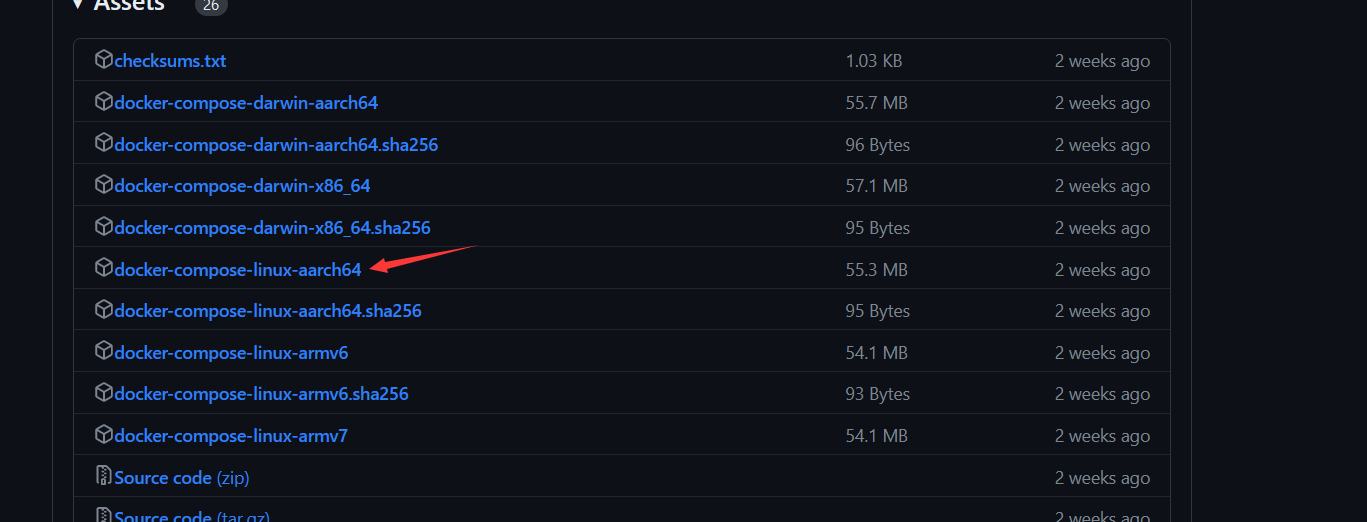 Assets 26
checksums.txt 1.03 KB 2 weeks ago
docker-compose-darwin-aarch64 55.7 MB 2 weeks ago
docker-compose-darwin-aarch64.sha256 96 Bytes 2 weeks ago
docker-compose-darwin-x86_64 57.1 MB 2 weeks ago
docker-compose-darwin-x86_64.sha256 95 Bytes 2 weeks ago
docker-compose-linux-aarch64 55.3 MB 2 weeks ago
docker-compose-linux-aarch64.sha256 95 Bytes 2 weeks ago
docker-compose-linux-armv6 54.1 MB 2 weeks ago
docker-compose-linux-armv6.sha256 93 Bytes 2 weeks ago
docker-compose-linux-armv7 54.1 MB 2 weeks ago
Source code (zip) 2 weeks ago
Source code (tar.gz) 2 weeks ago